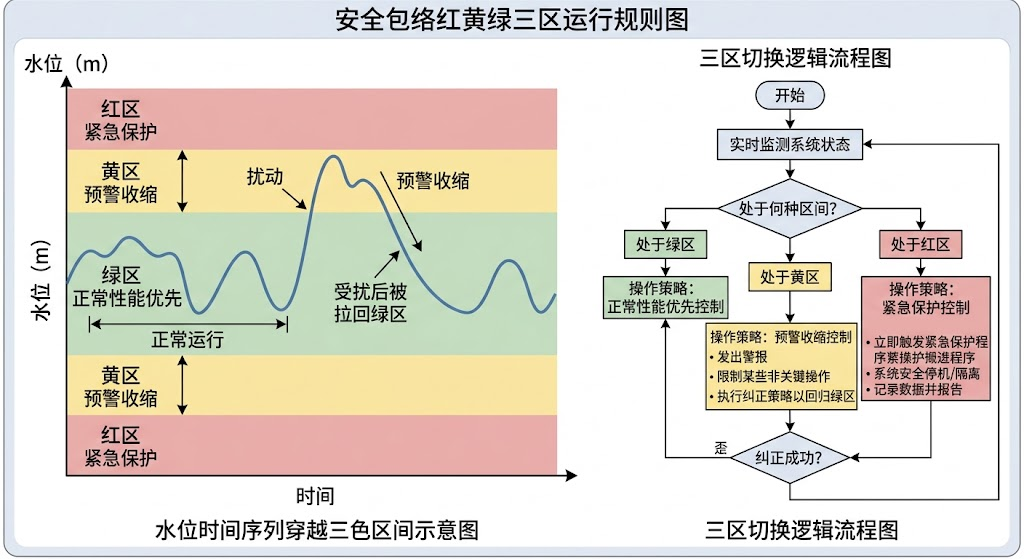 安全包络红黄绿三区运行规则图
水位（m）
水位（m）
红区
紧急保护
黄区
预警收缩
扰动
预警收缩
绿区
正常性能优先
受扰后被
拉回绿区
正常运行
黄区
预警收缩
红区
紧急保护
时间
水位时间序列穿越三色区间示意图
三区切换逻辑流程图
开始
实时监测系统状态
处于何种区间？
处于绿区
处于黄区
处于红区
操作策略：
正常性能优先控制
操作策略：预警收缩控制
• 发出警报
• 限制某些非关键操作
• 执行纠正策略以回归绿区
操作策略：
紧急保护控制
• 立即触发紧急保护程
序
护搬进程序
• 系统安全停机/隔离
• 记录数据并报告
歪
纠正成功？
三区切换逻辑流程图